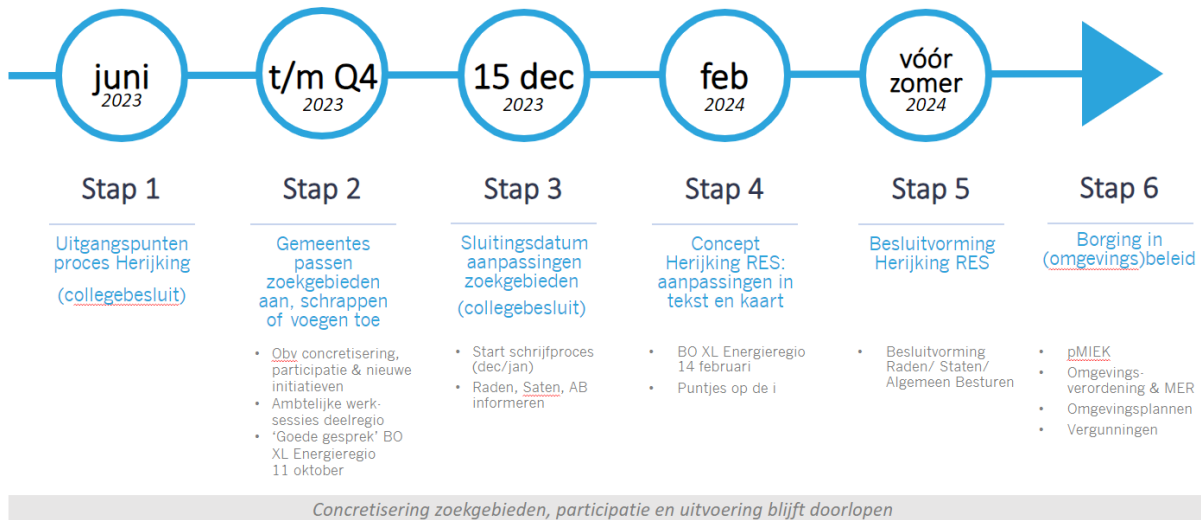 juni
2023
t/m Q4
2023
15 dec
2023
feb
2024
vóór
zomer
2024
Stap 1
Uitgangspunten
proces Herijking
(collegebesluit)
Stap 2
Gemeentes
passen
zoekgebieden
aan, schrappen
of voegen toe
• Obv concretisering,
participatie & nieuwe
initiatieven
• Ambtelijke werk-
sessies deelregio
• ‘Goede gesprek’ BO
XL Energieregio
11 oktober
Stap 3
Sluitingsdatum
aanpassingen
zoekgebieden
(collegebesluit)
• Start schrijfproces
(dec/jan)
• Raden, Saten, AB
informeren
Stap 4
Concept
Herijking RES:
aanpassingen in
tekst en kaart
• BO XL Energieregio
14 februari
• Puntjes op de i
Stap 5
Besluitvorming
Herijking RES
• Besluitvorming
Raden/ Staten/
Algemeen Besturen
Stap 6
Borging in
(omgevings)beleid
• pMIEK
• Omgevings-
verordening & MER
• Omgevingsplannen
• Vergunningen
Concretisering zoekgebieden, participatie en uitvoering blijft doorlopen